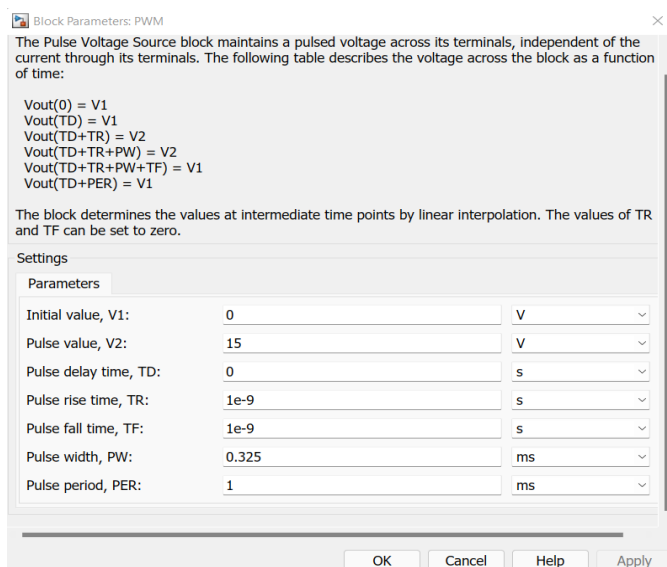 Block Parameters: PWM
The Pulse Voltage Source block maintains a pulsed voltage across its terminals, independent of the
current through its terminals. The following table describes the voltage across the block as a function
of time:
Vout(0) = V1
Vout(TD) = V1
Vout(TD+TR) = V2
Vout(TD+TR+PW) = V2
Vout(TD+TR+PW+TF) = V1
Vout(TD+PER) = V1
The block determines the values at intermediate time points by linear interpolation. The values of TR
and TF can be set to zero.
Settings
Parameters
Initial value, V1: 0 V
Pulse value, V2: 15 V
Pulse delay time, TD: 0 s
Pulse rise time, TR: 1e-9 s
Pulse fall time, TF: 1e-9 s
Pulse width, PW: 0.325 ms
Pulse period, PER: 1 ms
OK Cancel Help Apply